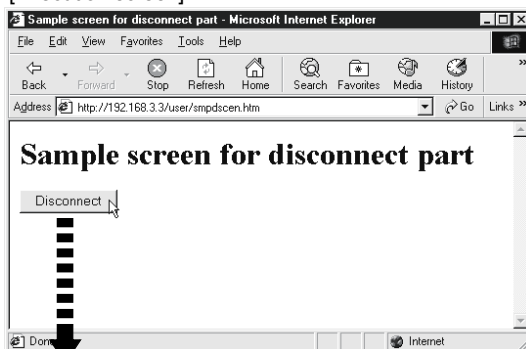 Sample screen for disconnect part - Microsoft Internet Explorer
File Edit View Favorites Tools Help
Back Forward Stop Refresh Home Search Favorites Media History »
Address http://192.168.3.3/user/smpdscen.htm Go Links »
Sample screen for disconnect part
Disconnect
Internet